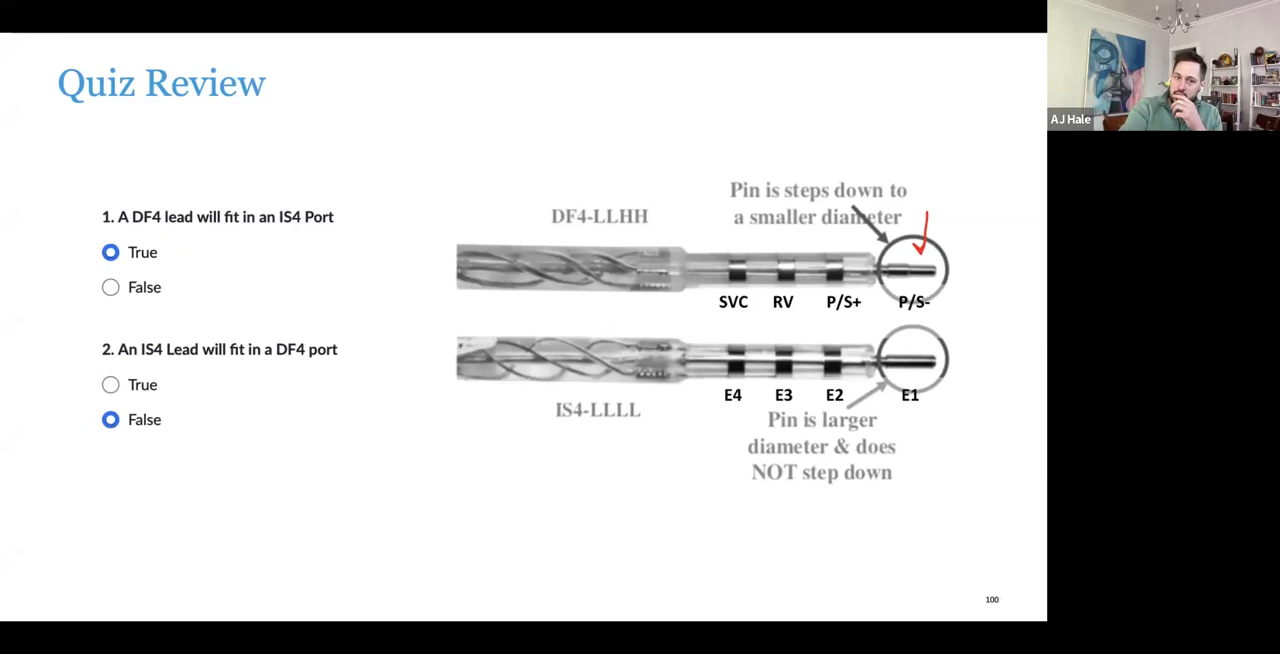 Quiz Review
AJ Hale
1. A DF4 lead will fit in an IS4 Port
True
False
2. An IS4 Lead will fit in a DF4 port
True
False
DF4-LLHH
Pin is steps down to
a smaller diameter
SVC RV P/S+ P/S-
E4 E3 E2 E1
IS4-LLLL
Pin is larger
diameter & does
NOT step down
100